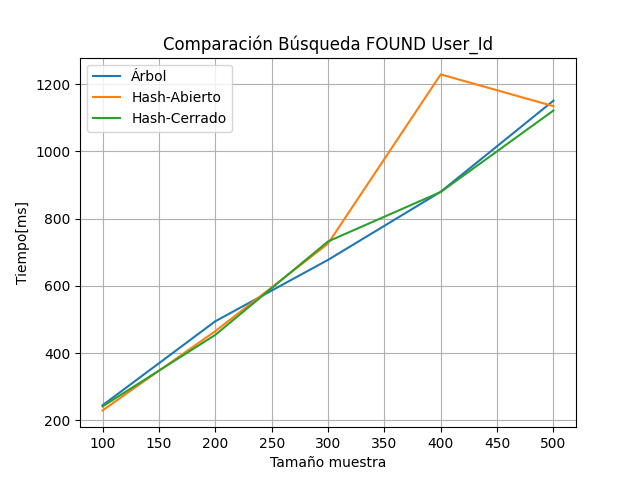 Comparación Búsqueda FOUND User_Id
Árbol
Hash-Abierto
Hash-Cerrado
Tiempo[ms]
1200
1000
800
600
400
200
100 150 200 250 300 350 400 450 500
Tamaño muestra